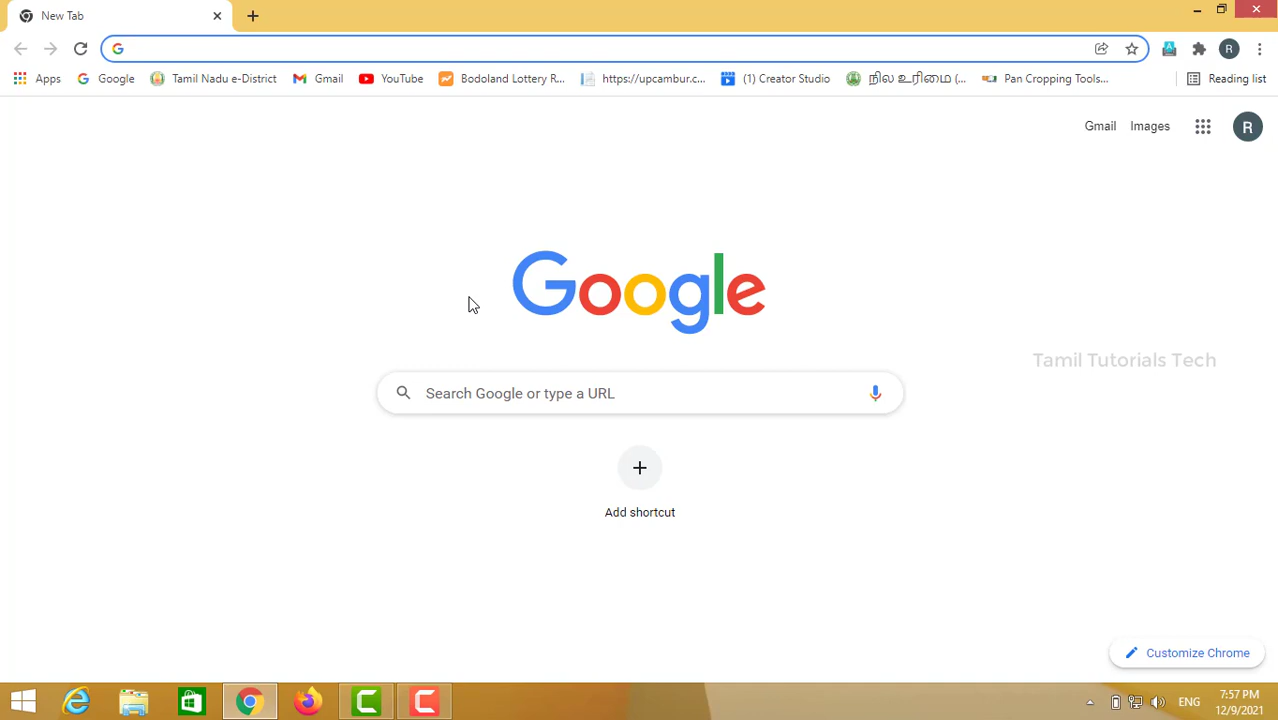 New Tab
Apps Google Tamil Nadu e-District Gmail YouTube Bodoland Lottery R... https://upcambur.c... (1) Creator Studio நில உரிமை (... Pan Cropping Tools... Reading list
R
Gmail Images R
Google
Tamil Tutorials Tech
Search Google or type a URL
Add shortcut
Customize Chrome
ENG
7:57 PM
12/9/2021